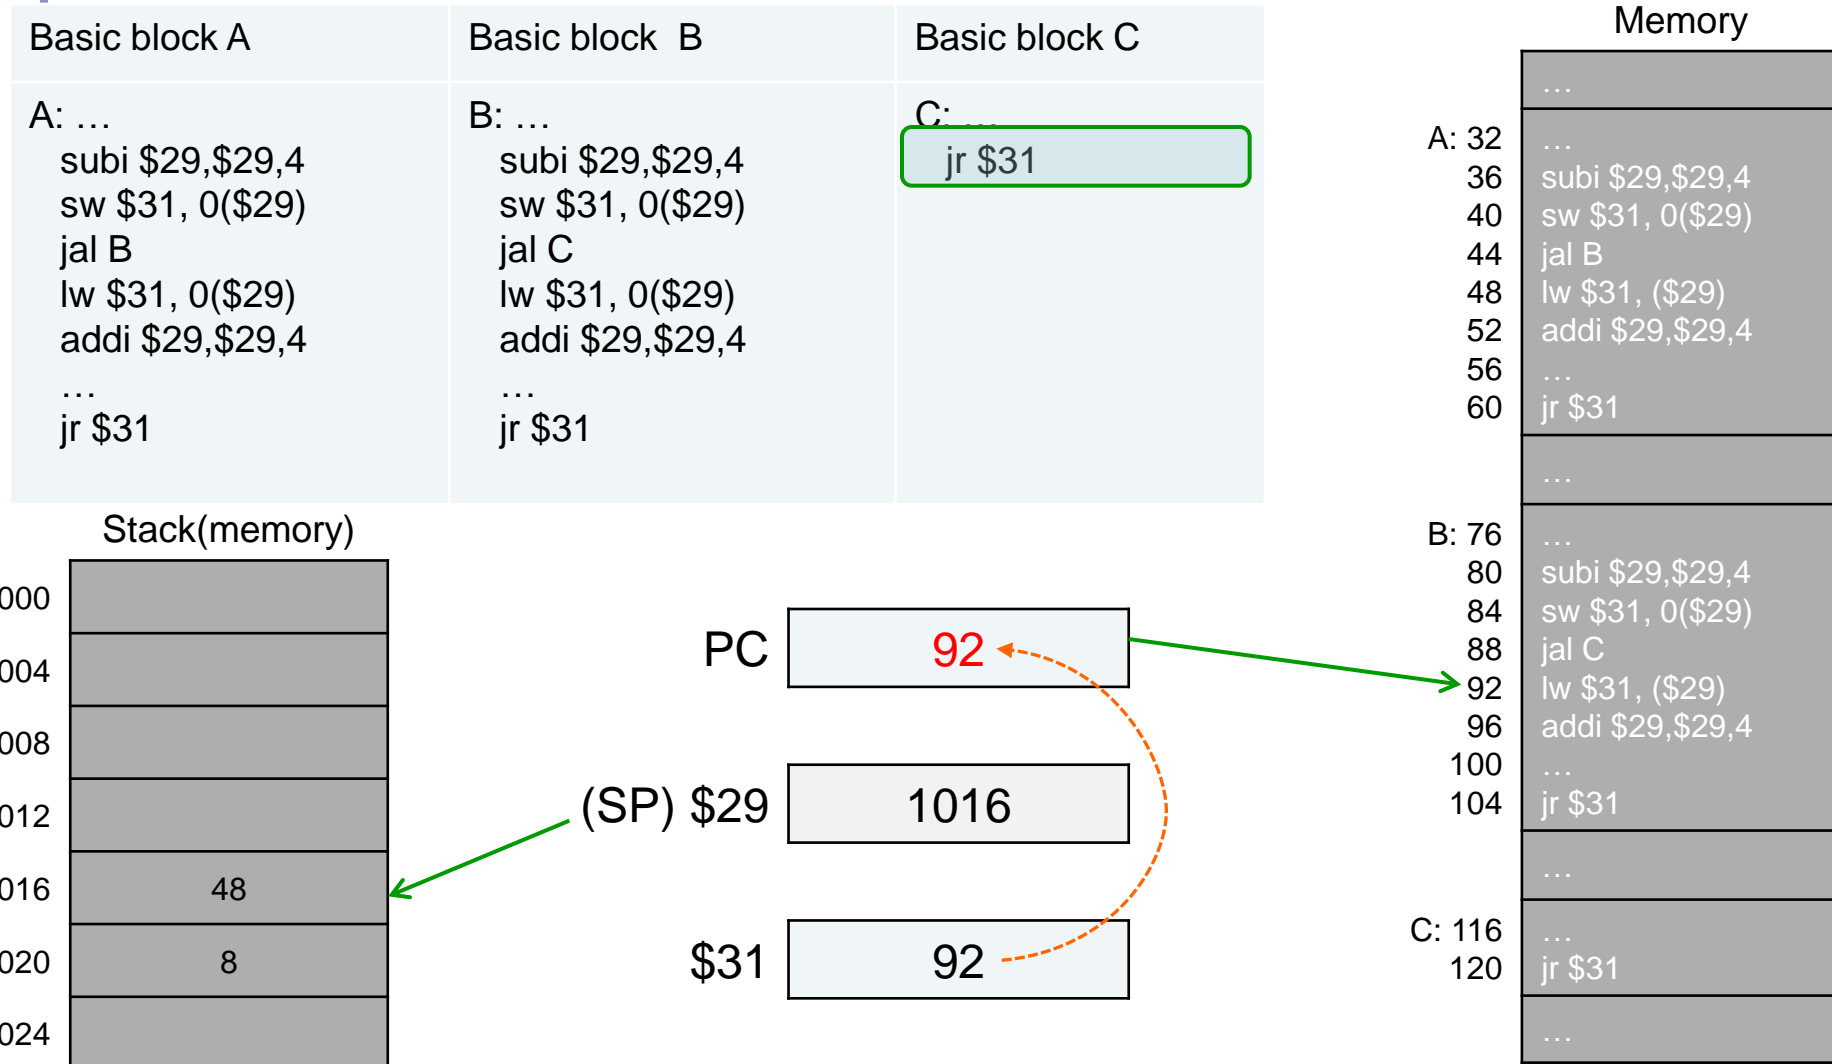 Basic block A
Basic block  B
Basic block C
A: …
subi $29,$29,4
sw $31, 0($29)
jal B
lw $31, 0($29)
addi $29,$29,4
…
jr $31
B: …
subi $29,$29,4
sw $31, 0($29)
jal C
lw $31, 0($29)
addi $29,$29,4
…
jr $31
C: …
jr $31
Stack(memory)
000
004
008
012
016 48
020 8
024
PC 92
(SP) $29 1016
$31 92
Memory
…
A: 32 …
36 subi $29,$29,4
40 sw $31, 0($29)
44 jal B
48 lw $31, ($29)
52 addi $29,$29,4
56 …
60 jr $31
…
B: 76 …
80 subi $29,$29,4
84 sw $31, 0($29)
88 jal C
92 lw $31, ($29)
96 addi $29,$29,4
100 …
104 jr $31
…
C: 116 …
120 jr $31
…